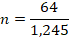 n = 64/1,245